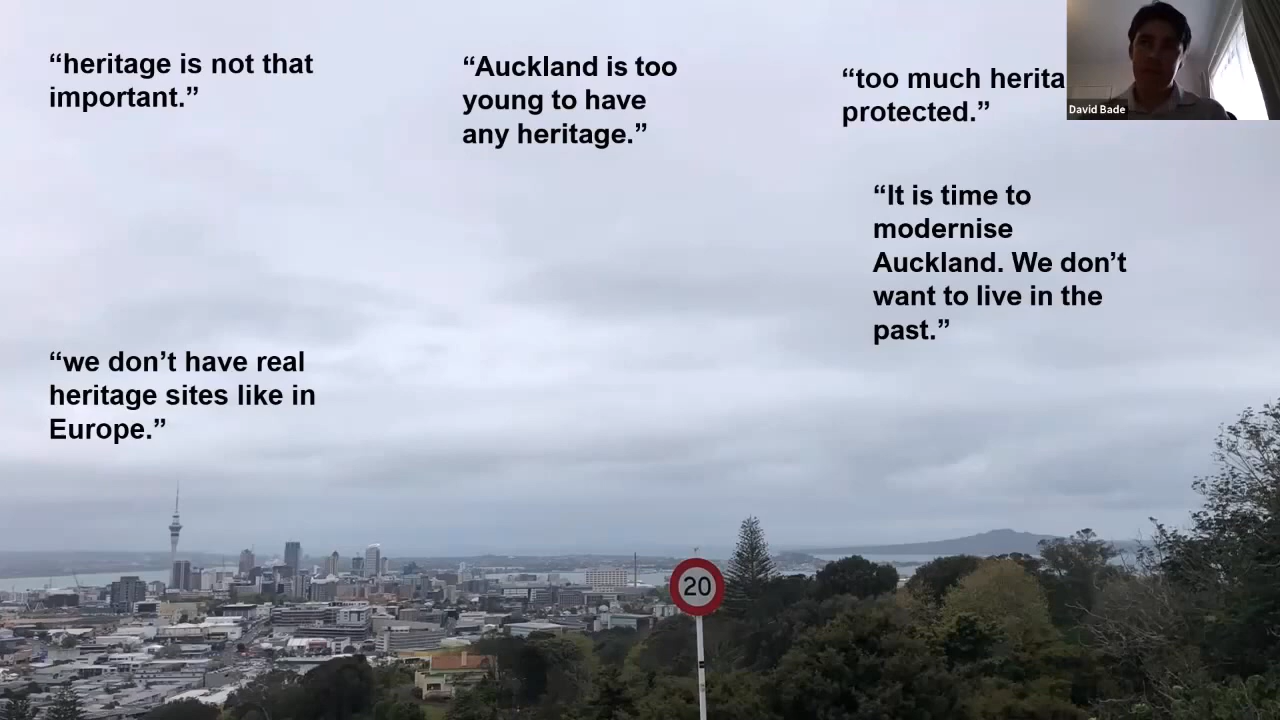 “heritage is not that
important.”
“Auckland is too
young to have
any heritage.”
“too much herita
protected.”
David Bade
“It is time to
modernise
Auckland. We don’t
want to live in the
past.”
“we don’t have real
heritage sites like in
Europe.”
20